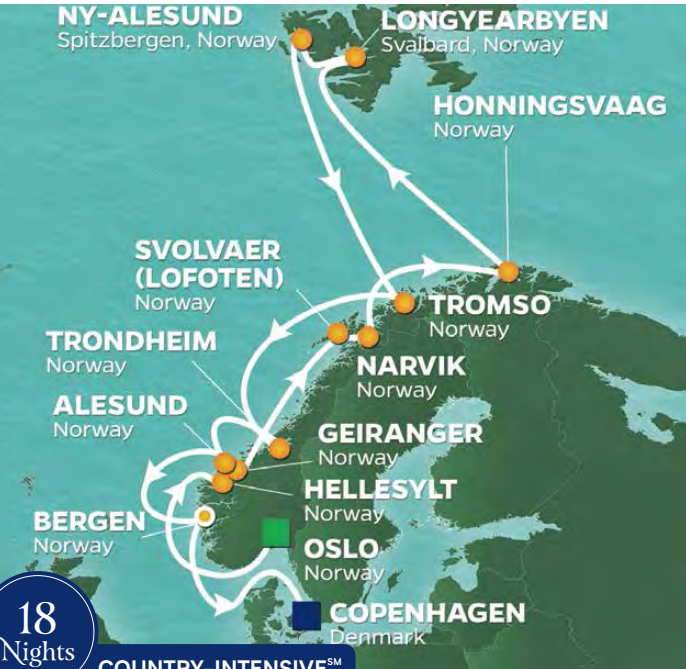 NY-ALESUND
Spitzbergen, Norway
LONGYEARBYEN
Svalbard, Norway
HONNINGSVAAG
Norway
SVOLVAER
(LOFOTEN)
Norway
TROMSO
Norway
TRONDHEIM
Norway
NARVIK
Norway
ALESUND
Norway
GEIRANGER
Norway
HELLESYLT
Norway
BERGEN
Norway
OSLO
Norway
COPENHAGEN
Denmark
18
Nights
COUNTRY-INTENSIVE℠